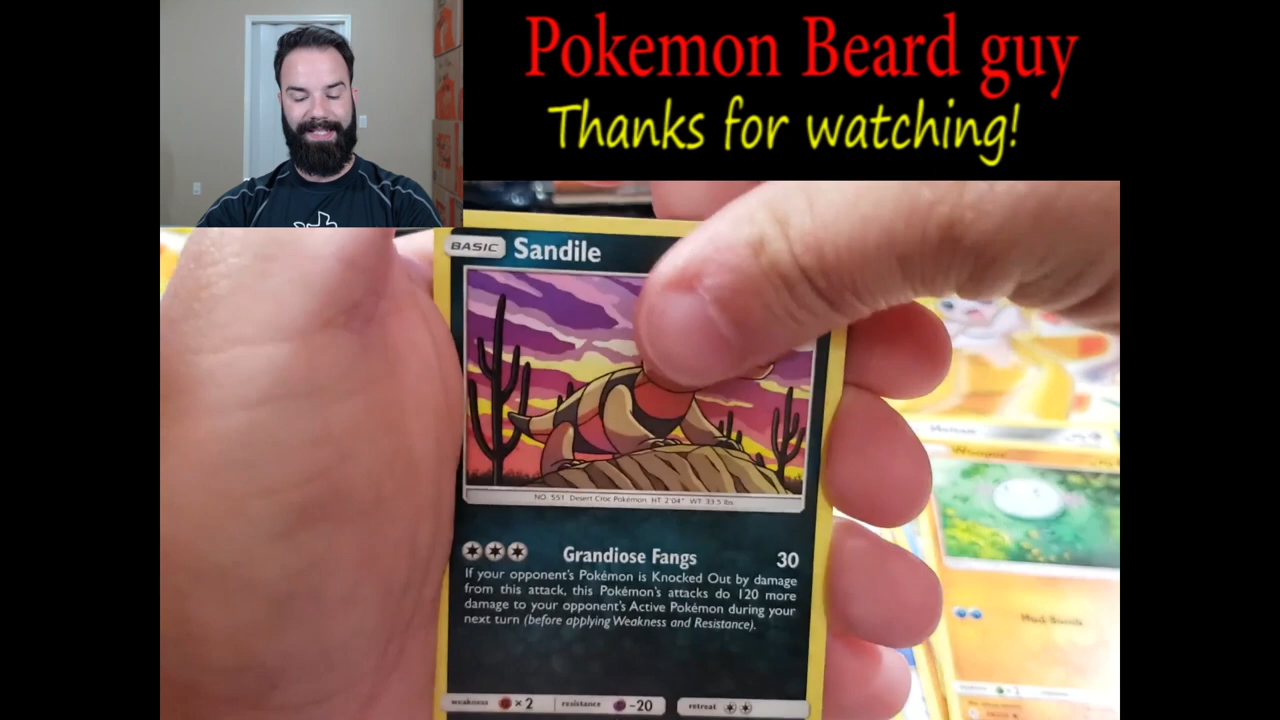 Pokemon Beard guy
Thanks for watching!
BASIC Sandile
NO. 551 Desert Croc Pokémon HT: 2'04" WT: 33.5 lbs.
Grandiose Fangs 30
If your opponent's Pokémon is Knocked Out by damage
from this attack, this Pokémon's attacks do 120 more
damage to your opponent's Active Pokémon during your
next turn (before applying Weakness and Resistance).
weakness ×2 resistance -20 retreat
Wooper
Mud Bomb